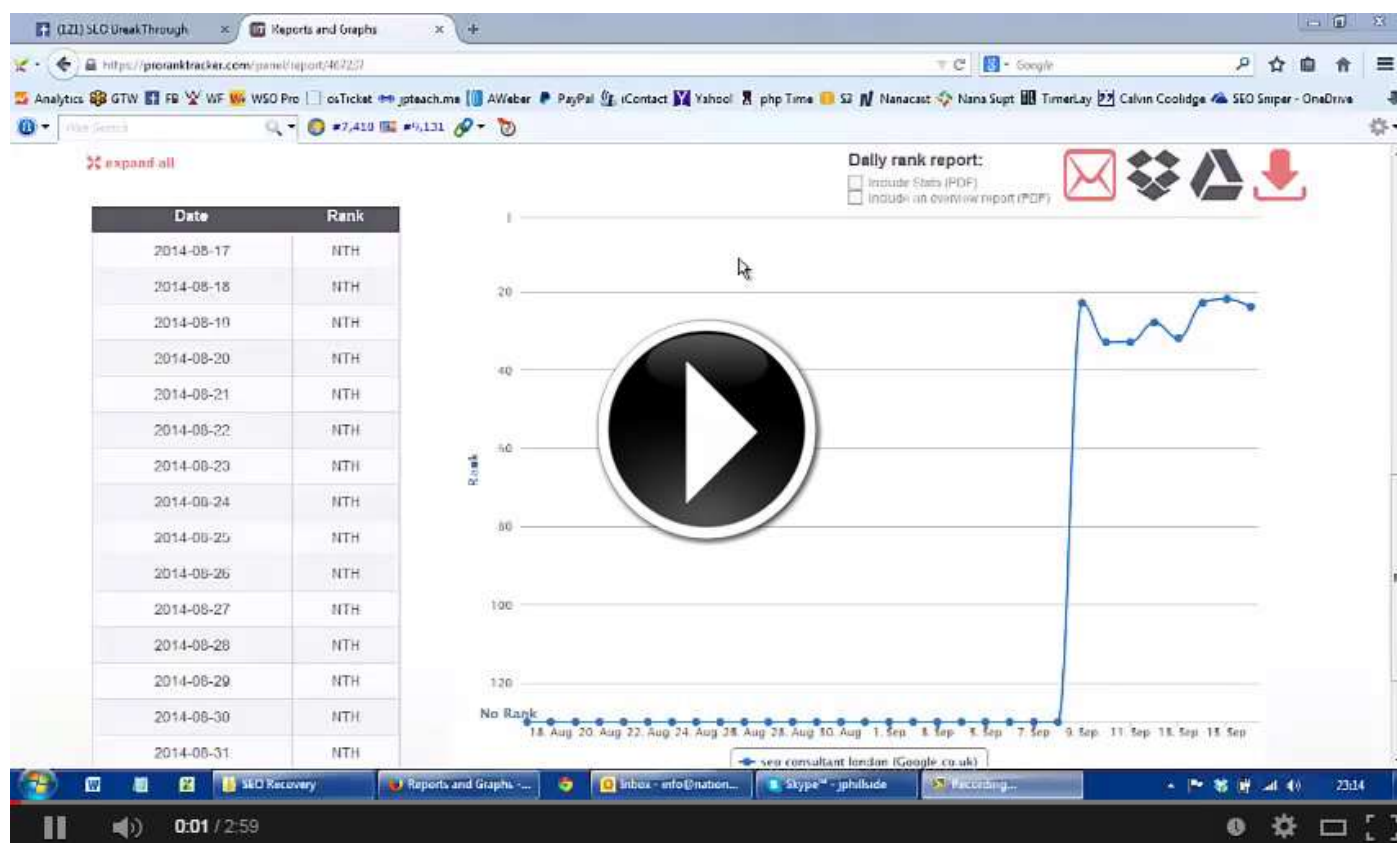 (121) SEO BreakThrough
Reports and Graphs
https://proranktracker.com/panel/report/467237
Google
Analytics GTW FB WF WSO Pro osTicket jpteach.me AWeber PayPal iContact Yahoo! php Time S3 Nanacast Nana Supt TimerLay Calvin Coolidge SEO Sniper - OneDrive
#7,410 #9,131
expand all
Daily rank report:
Include Stats (PDF)
Include an overview report (PDF)
Date Rank
2014-08-17 NTH
2014-08-18 NTH
2014-08-19 NTH
2014-08-20 NTH
2014-08-21 NTH
2014-08-22 NTH
2014-08-23 NTH
2014-08-24 NTH
2014-08-25 NTH
2014-08-26 NTH
2014-08-27 NTH
2014-08-28 NTH
2014-08-29 NTH
2014-08-30 NTH
2014-08-31 NTH
1
20
40
60
80
100
120
Rank
No Rank
18. Aug 20. Aug 22. Aug 24. Aug 26. Aug 28. Aug 30. Aug 1. Sep 3. Sep 5. Sep 7. Sep 9. Sep 11. Sep 13. Sep 15. Sep
seo consultant london (Google.co.uk)
SEO Recovery
Reports and Graphs -...
Inbox - info@nation...
Skype™ - jphillside
Recording...
23:14
0:01 / 2:59